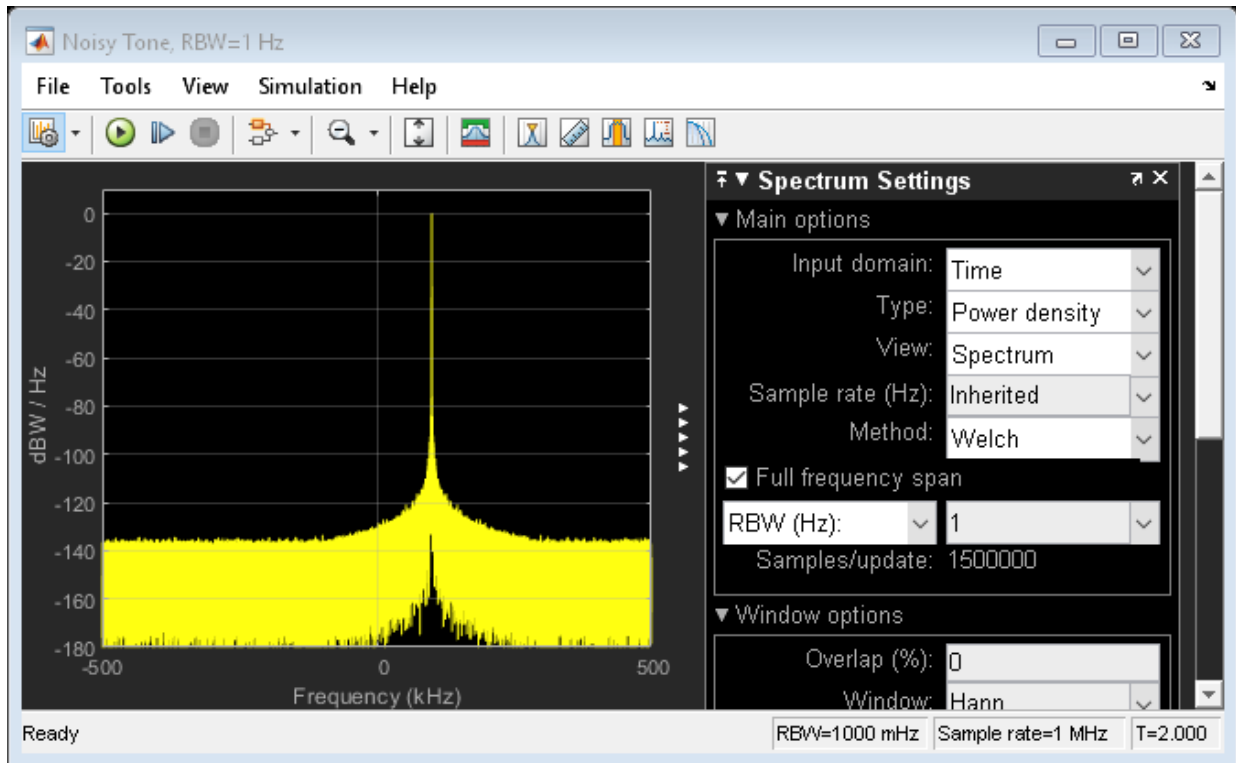 Noisy Tone, RBW=1 Hz
File Tools View Simulation Help
Spectrum Settings
Main options
Input domain: Time
Type: Power density
View: Spectrum
Sample rate (Hz): Inherited
Method: Welch
Full frequency span
RBW (Hz): 1
Samples/update: 1500000
Window options
Overlap (%): 0
Window: Hann
dBW / Hz
0
-20
-40
-60
-80
-100
-120
-140
-160
-180
-500 0 500
Frequency (kHz)
Ready RBW=1000 mHz Sample rate=1 MHz T=2.000